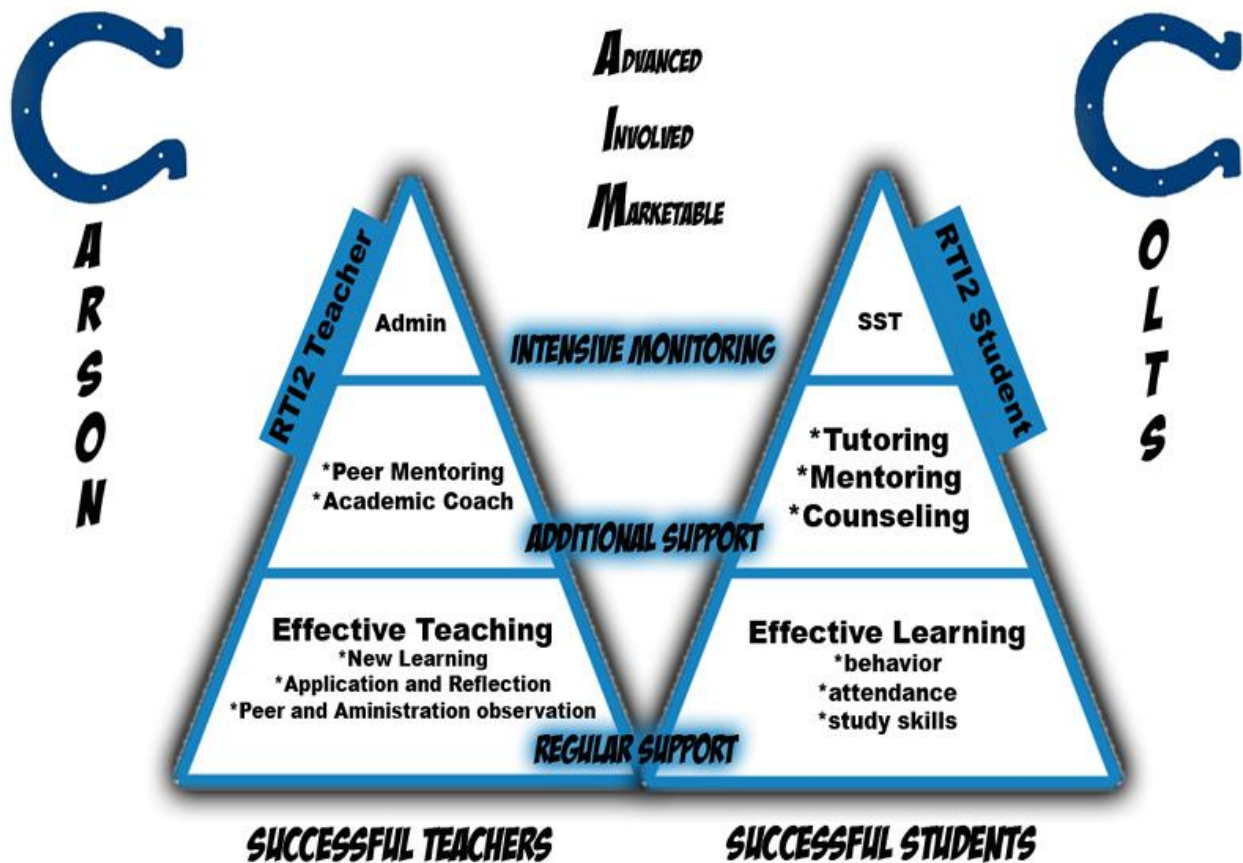 CARSON
COLTS
ADVANCED
INVOLVED
MARKETABLE
RTI2 Teacher
RTI2 Student
Admin
SST
INTENSIVE MONITORING
*Peer Mentoring
*Academic Coach
*Tutoring
*Mentoring
*Counseling
ADDITIONAL SUPPORT
Effective Teaching
*New Learning
*Application and Reflection
*Peer and Aministration observation
Effective Learning
*behavior
*attendance
*study skills
REGULAR SUPPORT
SUCCESSFUL TEACHERS
SUCCESSFUL STUDENTS